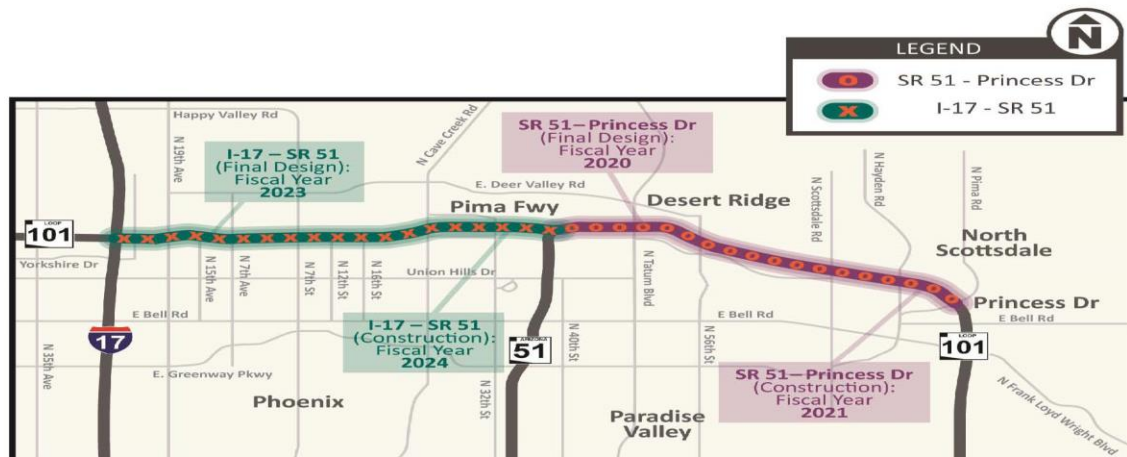 N
LEGEND
SR 51 - Princess Dr
I-17 - SR 51
Happy Valley Rd
N 19th Ave
N Cave Creek Rd
I-17 – SR 51
(Final Design):
Fiscal Year
2023
SR 51–Princess Dr
(Final Design):
Fiscal Year
2020
E. Deer Valley Rd
Pima Fwy
Desert Ridge
N Scottsdale Rd
N Hayden Rd
N Pima Rd
North
Scottsdale
LOOP
101
Yorkshire Dr
N 15th Ave
N 7th Ave
N 7th St
N 12th St
N 16th St
Union Hills Dr
N Tatum Blvd
Princess Dr
E Bell Rd
E Bell Rd
E Bell Rd
17
N 35th Ave
E. Greenway Pkwy
I-17 – SR 51
(Construction):
Fiscal Year
2024
ARIZONA
51
N 40th St
N 56th St
LOOP
101
SR 51–Princess Dr
(Construction):
Fiscal Year
2021
N 32th St
Phoenix
Paradise
Valley
N Frank Loyd Wright Blvd